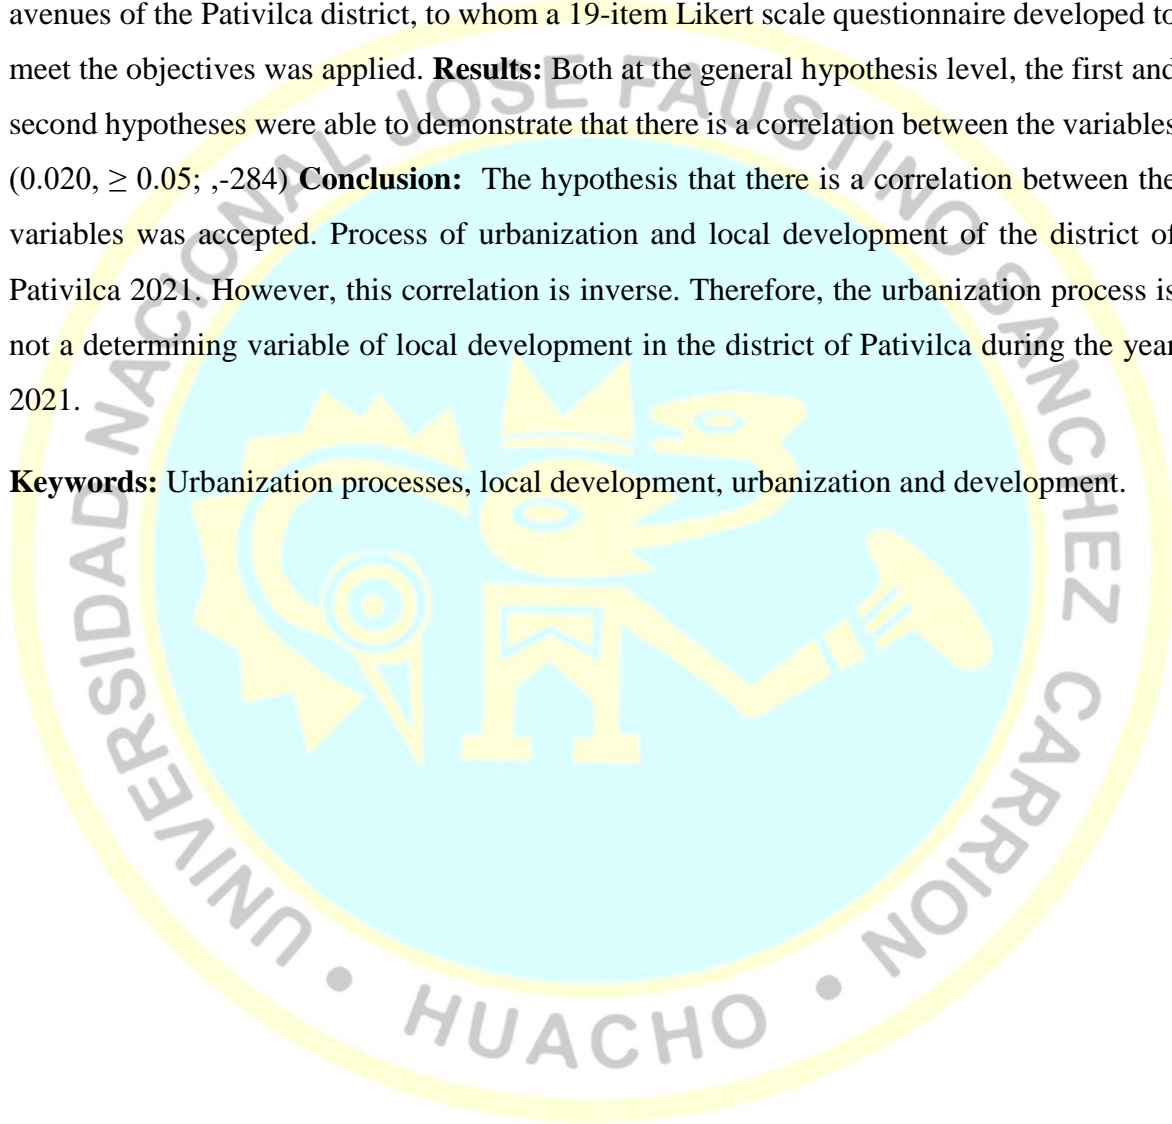 avenues of the Pativilca district, to whom a 19-item Likert scale questionnaire developed to
meet the objectives was applied. Results: Both at the general hypothesis level, the first and
second hypotheses were able to demonstrate that there is a correlation between the variables
(0.020, ≥ 0.05; ,-284) Conclusion: The hypothesis that there is a correlation between the
variables was accepted. Process of urbanization and local development of the district of
Pativilca 2021. However, this correlation is inverse. Therefore, the urbanization process is
not a determining variable of local development in the district of Pativilca during the year
2021.
Keywords: Urbanization processes, local development, urbanization and development.
UNIVERSIDAD NACIONAL JOSE FAUSTINO SANCHEZ CARRION • HUACHO •